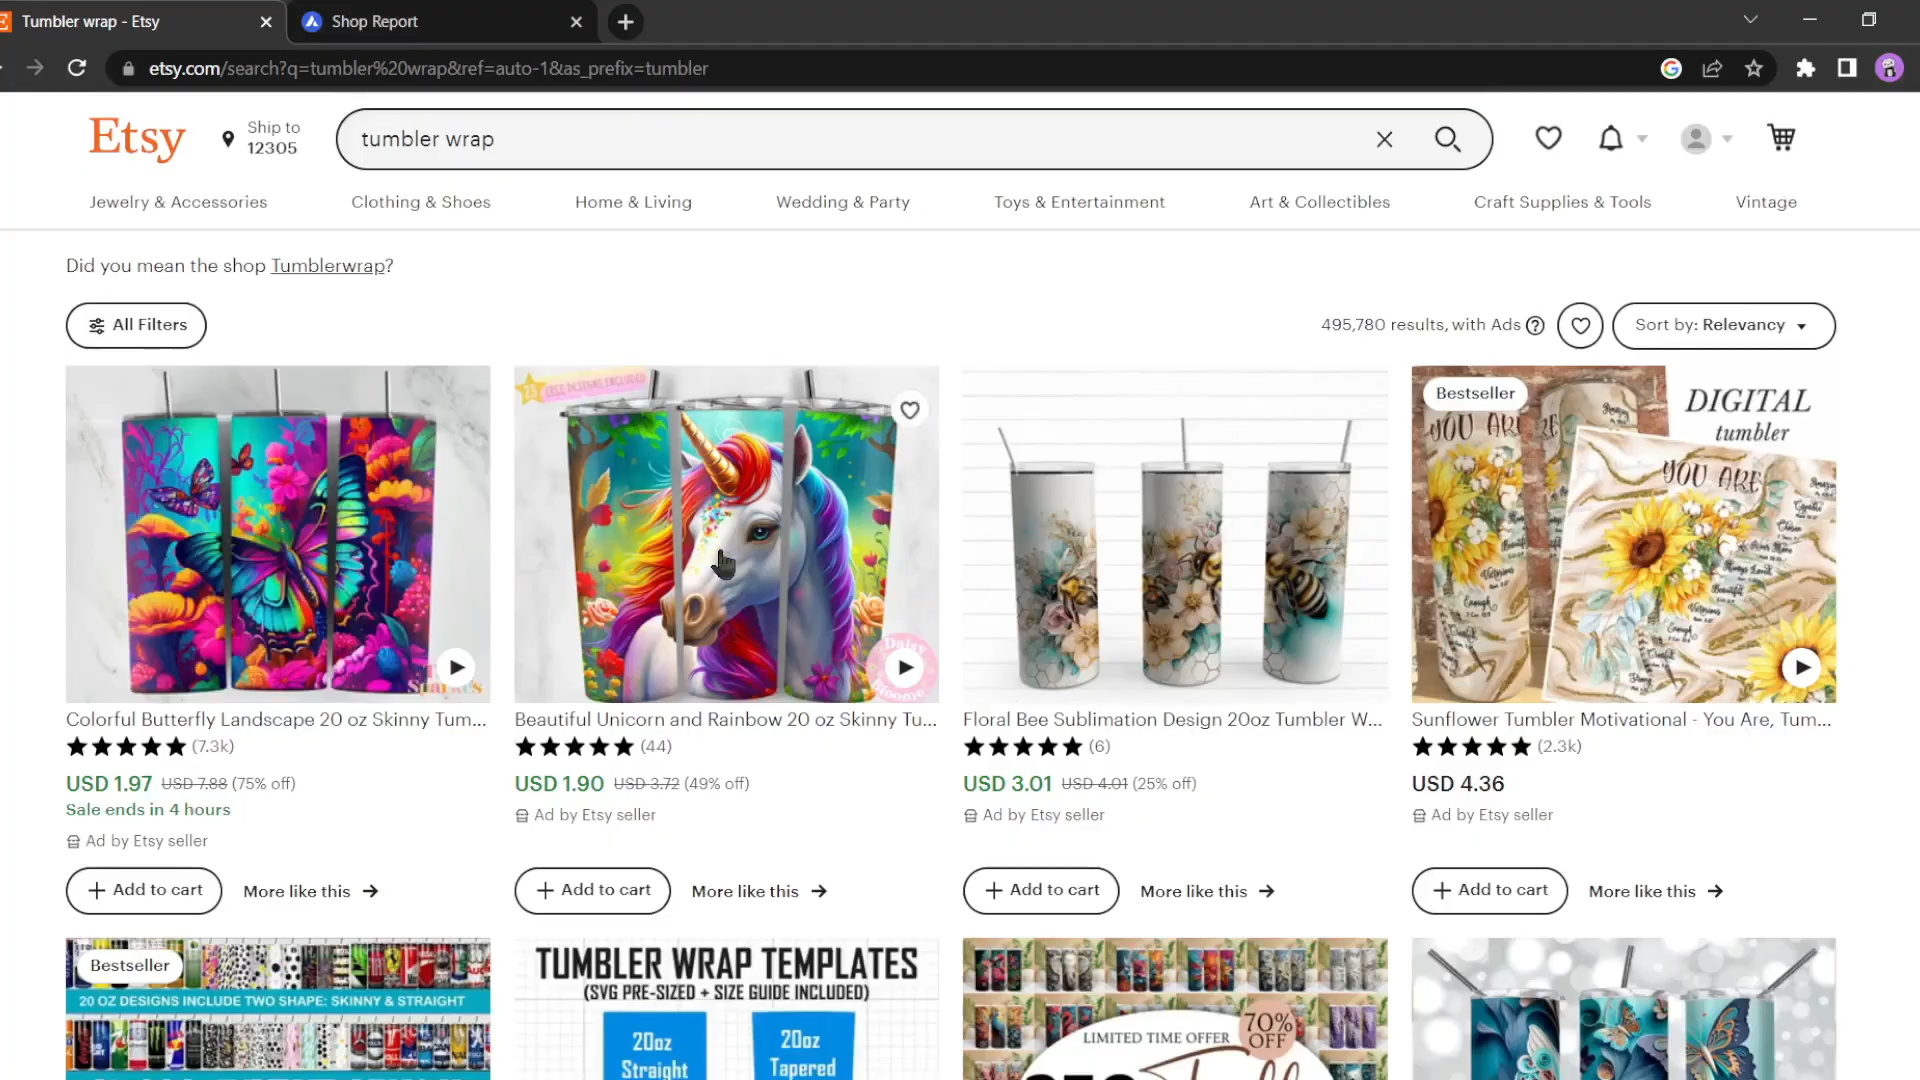 Tumbler wrap - Etsy
Shop Report
etsy.com/search?q=tumbler%20wrap&ref=auto-1&as_prefix=tumbler
Etsy
Ship to
12305
tumbler wrap
Jewelry & Accessories
Clothing & Shoes
Home & Living
Wedding & Party
Toys & Entertainment
Art & Collectibles
Craft Supplies & Tools
Vintage
Did you mean the shop Tumblerwrap?
All Filters
495,780 results, with Ads
Sort by: Relevancy
25 FREE DESIGNS INCLUDED
Daisy
Bloome
Bestseller
DIGITAL
tumbler
YOU ARE
YOU ARE
Colorful Butterfly Landscape 20 oz Skinny Tum...
(7.3k)
USD 1.97 USD 7.88 (75% off)
Sale ends in 4 hours
Ad by Etsy seller
Add to cart
More like this
Beautiful Unicorn and Rainbow 20 oz Skinny Tu...
(44)
USD 1.90 USD 3.72 (49% off)
Ad by Etsy seller
Add to cart
More like this
Floral Bee Sublimation Design 20oz Tumbler W...
(6)
USD 3.01 USD 4.01 (25% off)
Ad by Etsy seller
Add to cart
More like this
Sunflower Tumbler Motivational - You Are, Tum...
(2.3k)
USD 4.36
Ad by Etsy seller
Add to cart
More like this
Bestseller
20 OZ DESIGNS INCLUDE TWO SHAPE: SKINNY & STRAIGHT
TUMBLER WRAP TEMPLATES
(SVG PRE-SIZED + SIZE GUIDE INCLUDED)
20oz
Straight
20oz
Tapered
LIMITED TIME OFFER
70%
OFF